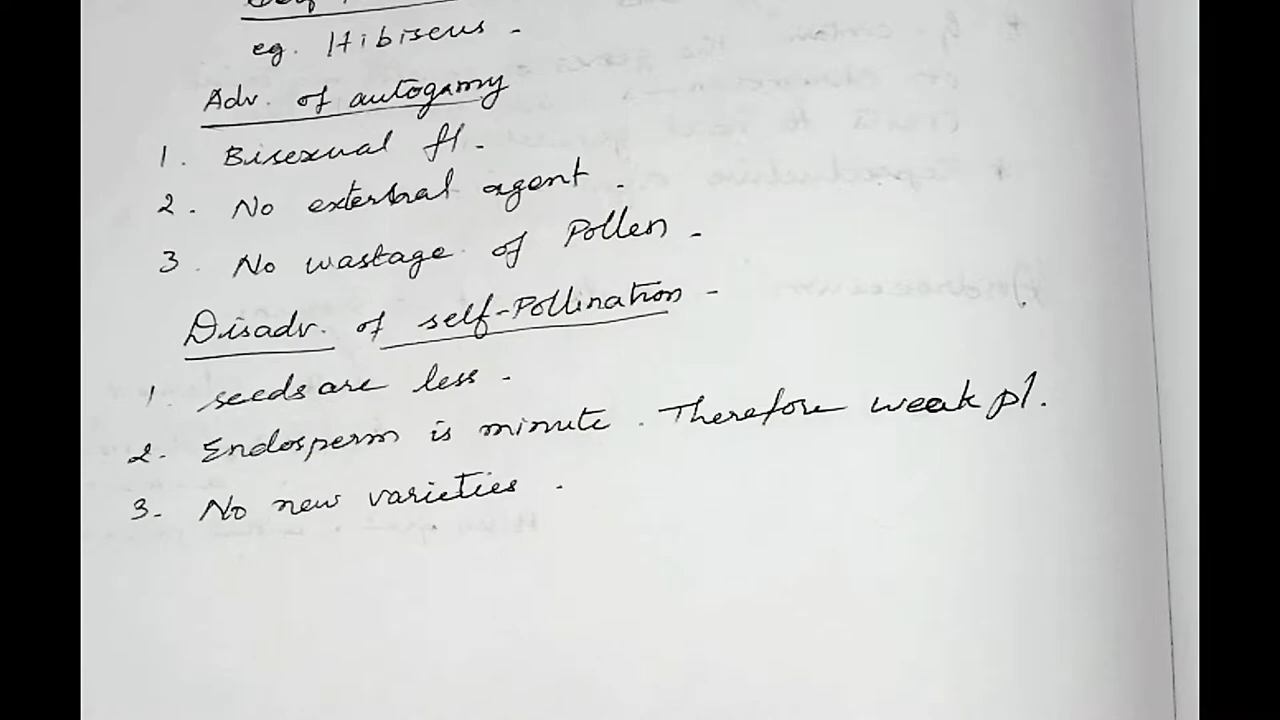 eg. Hibiscus -
Adv. of autogamy
1. Bisexual fl.
2. No external agent.
3. No wastage of Pollen -
Disadv. of self-Pollination -
1. seeds are less.
2. Endosperm is minute. Therefore weak pl.
3. No new varieties.